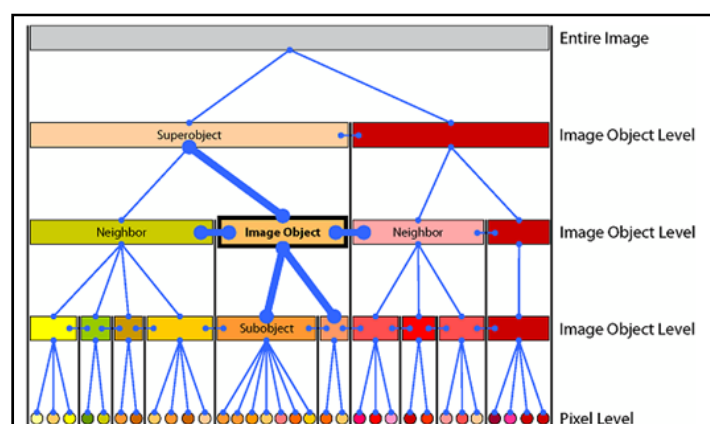 Entire Image
Superobject
Image Object Level
Neighbor
Image Object
Neighbor
Image Object Level
Subobject
Image Object Level
Pixel Level